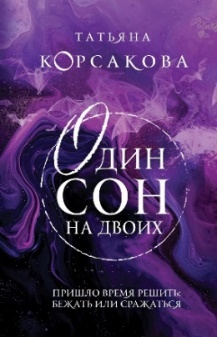 ТАТЬЯНА
КОРСАКОВА
ОДИН
СОН
НА ДВОИХ
ПРИШЛО ВРЕМЯ РЕШИТЬ:
БЕЖАТЬ ИЛИ СРАЖАТЬСЯ